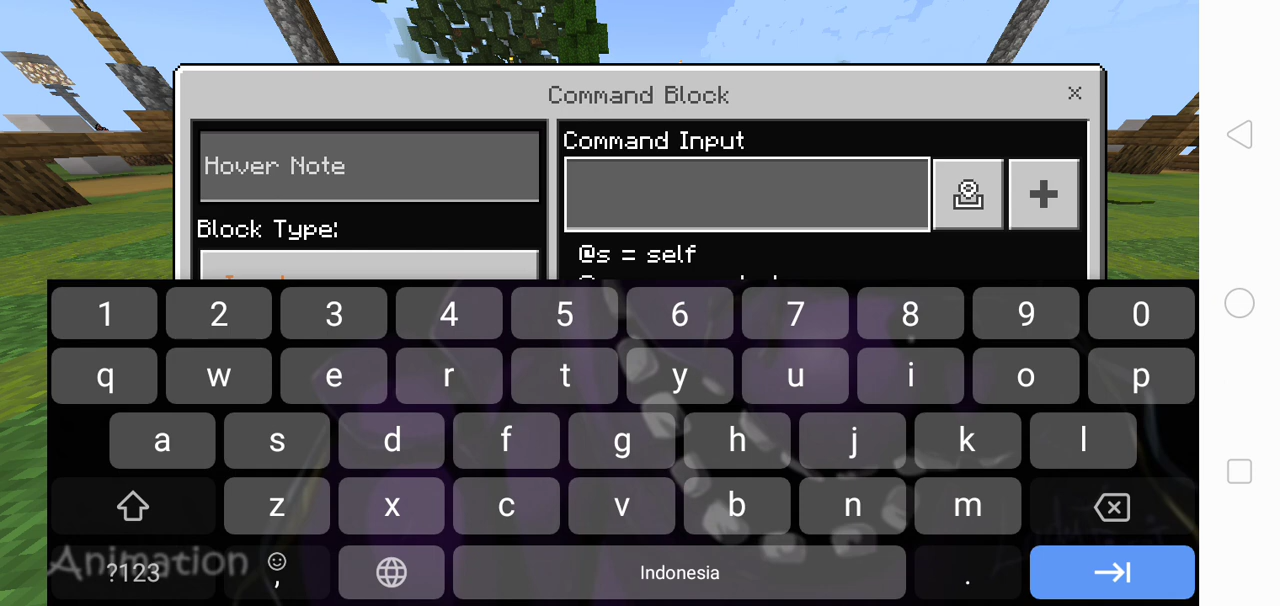 Command Block
Hover Note
Block Type:
Command Input
@s = self
1 2 3 4 5 6 7 8 9 0
q w e r t y u i o p
a s d f g h j k l
z x c v b n m
Animation
?123 , Indonesia .